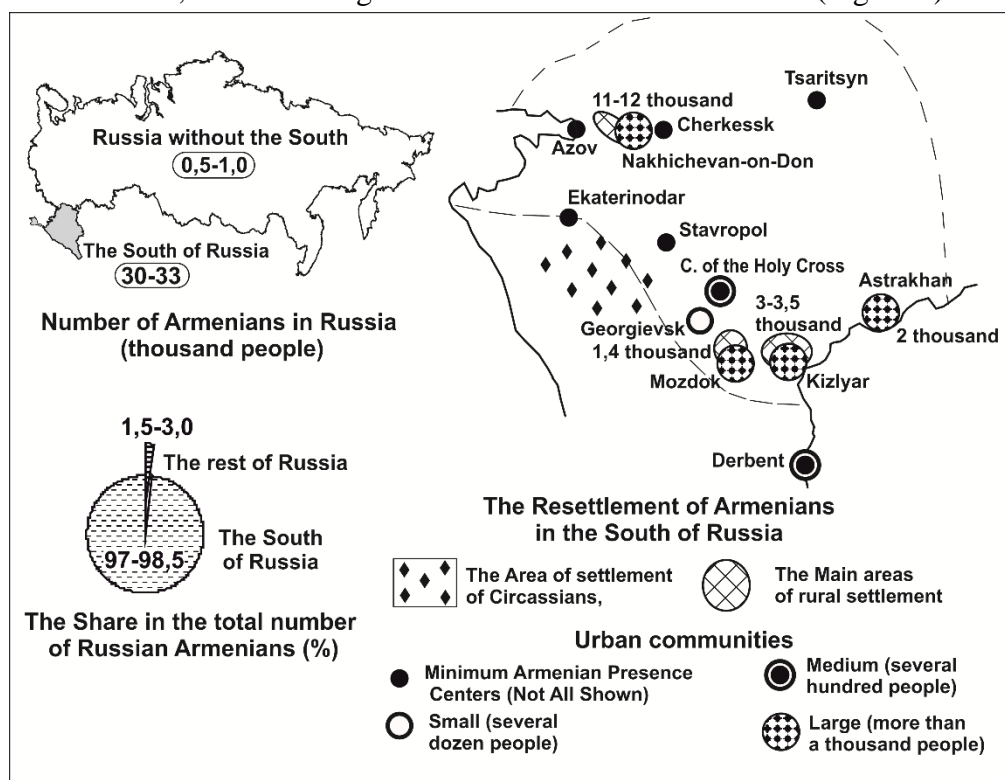 Russia without the South
0,5-1,0
The South of Russia
30-33
Number of Armenians in Russia
(thousand people)
1,5-3,0
The rest of Russia
The South
of Russia
97-98,5
The Share in the total number
of Russian Armenians (%)
Tsaritsyn
11-12 thousand
Azov
Cherkessk
Nakhichevan-on-Don
Ekaterinodar
Stavropol
C. of the Holy Cross
Astrakhan
3-3,5
thousand
2 thousand
Georgievsk
1,4 thousand
Mozdok
Kizlyar
Derbent
The Resettlement of Armenians
in the South of Russia
The Area of settlement
of Circassians,
The Main areas
of rural settlement
Urban communities
Minimum Armenian Presence
Centers (Not All Shown)
Small (several
dozen people)
Medium (several
hundred people)
Large (more than
a thousand people)